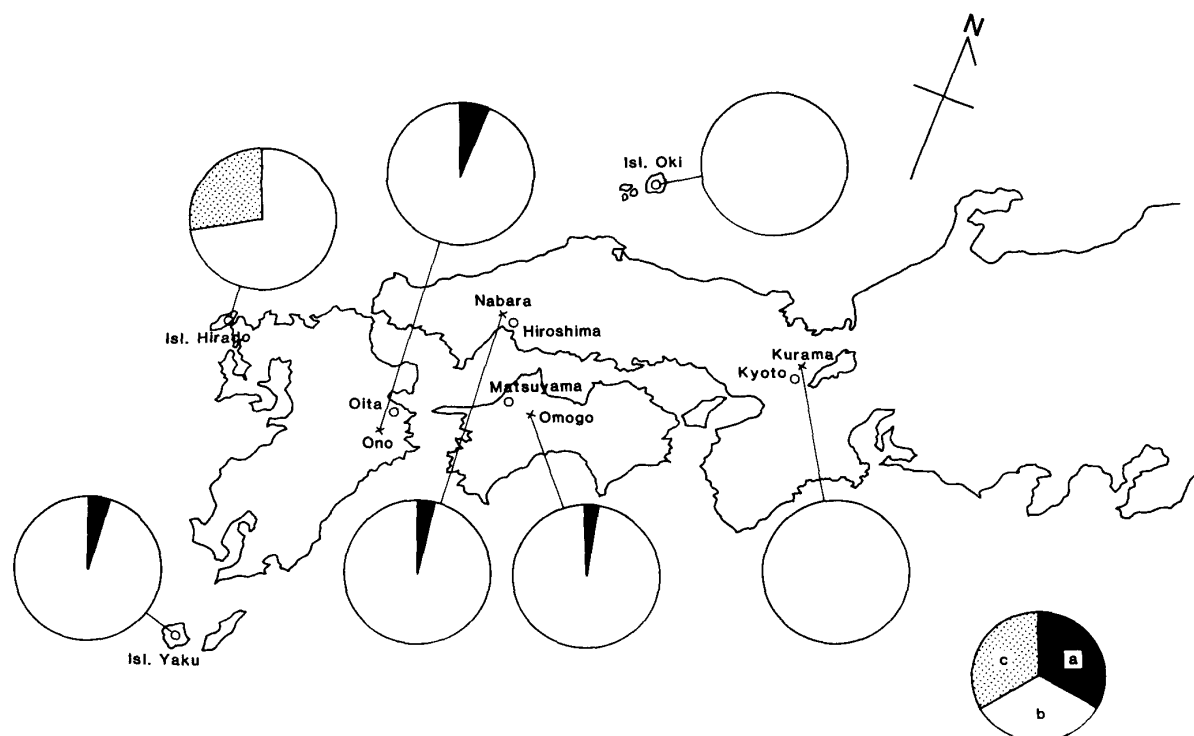 N
Isl. Oki
Nabara
Hiroshima
Isl. Hirado
Kurama
Kyoto
Matsuyama
Oita
Omogo
Ono
Isl. Yaku
c
a
b